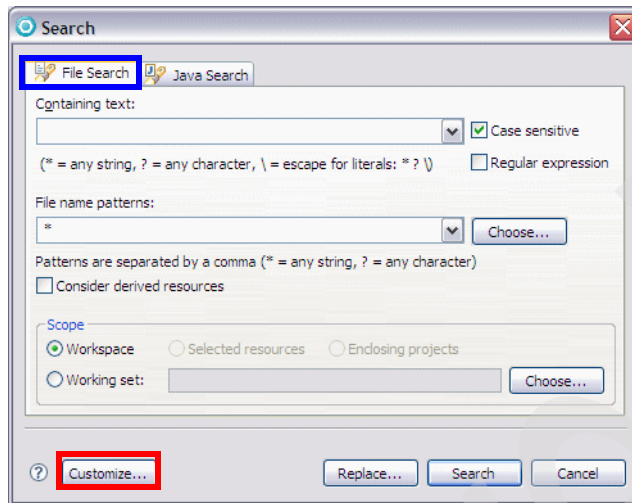 Search
File Search Java Search
Containing text:
Case sensitive
(* = any string, ? = any character, \ = escape for literals: * ? \)
Regular expression
File name patterns:
*
Choose...
Patterns are separated by a comma (* = any string, ? = any character)
Consider derived resources
Scope
Workspace Selected resources Enclosing projects
Working set: Choose...
? Customize... Replace... Search Cancel